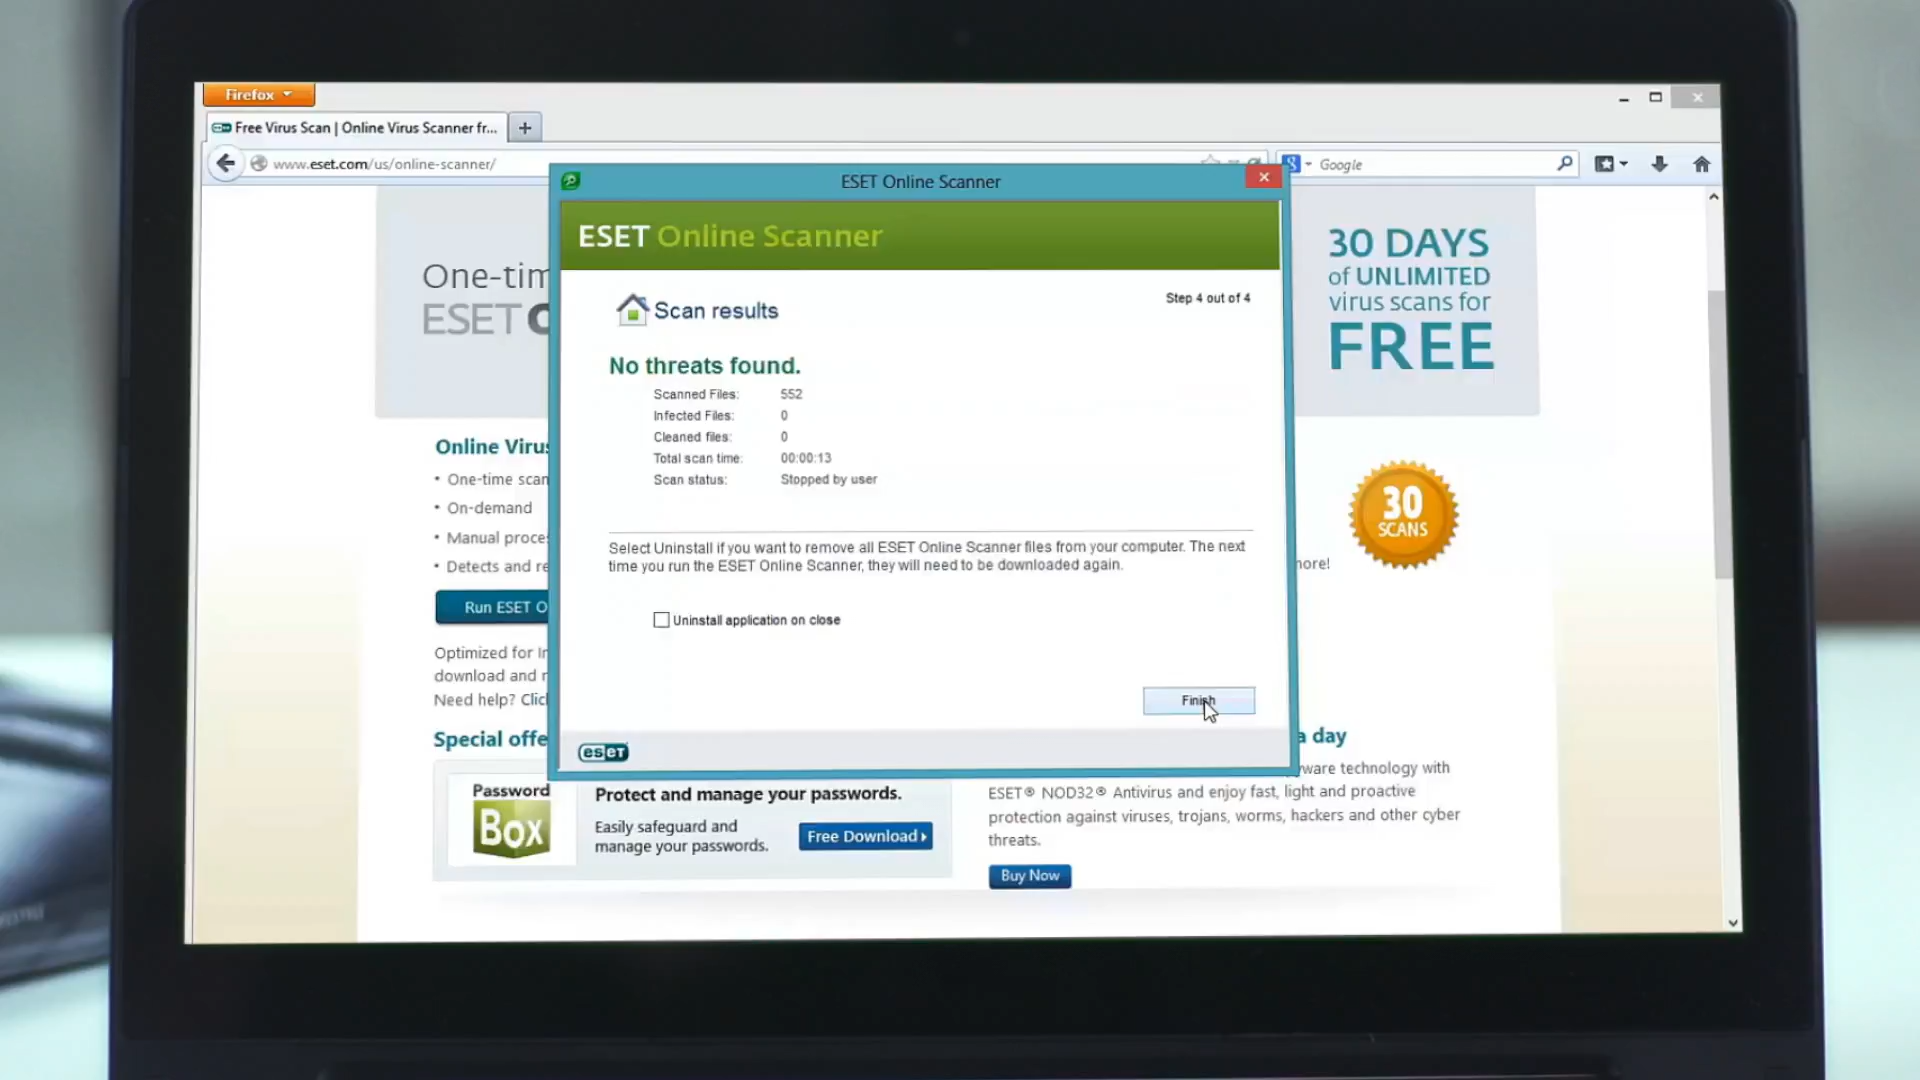 Firefox
Free Virus Scan | Online Virus Scanner fr...
www.eset.com/us/online-scanner/
Google
ESET Online Scanner
ESET Online Scanner
Scan results
Step 4 out of 4
No threats found.
Scanned Files: 552
Infected Files: 0
Cleaned files: 0
Total scan time: 00:00:13
Scan status: Stopped by user
Select Uninstall if you want to remove all ESET Online Scanner files from your computer. The next
time you run the ESET Online Scanner, they will need to be downloaded again.
Uninstall application on close
Finish
eset
One-tim
ESET
30 DAYS
of UNLIMITED
virus scans for
FREE
Online Virus
• One-time scan
• On-demand
• Manual proce
• Detects and re
Run ESET O
30
SCANS
nore!
Optimized for In
download and r
Need help? Click
Special offe
Password
Box
Protect and manage your passwords.
Easily safeguard and
manage your passwords.
Free Download
a day
ware technology with
ESET® NOD32® Antivirus and enjoy fast, light and proactive
protection against viruses, trojans, worms, hackers and other cyber
threats.
Buy Now